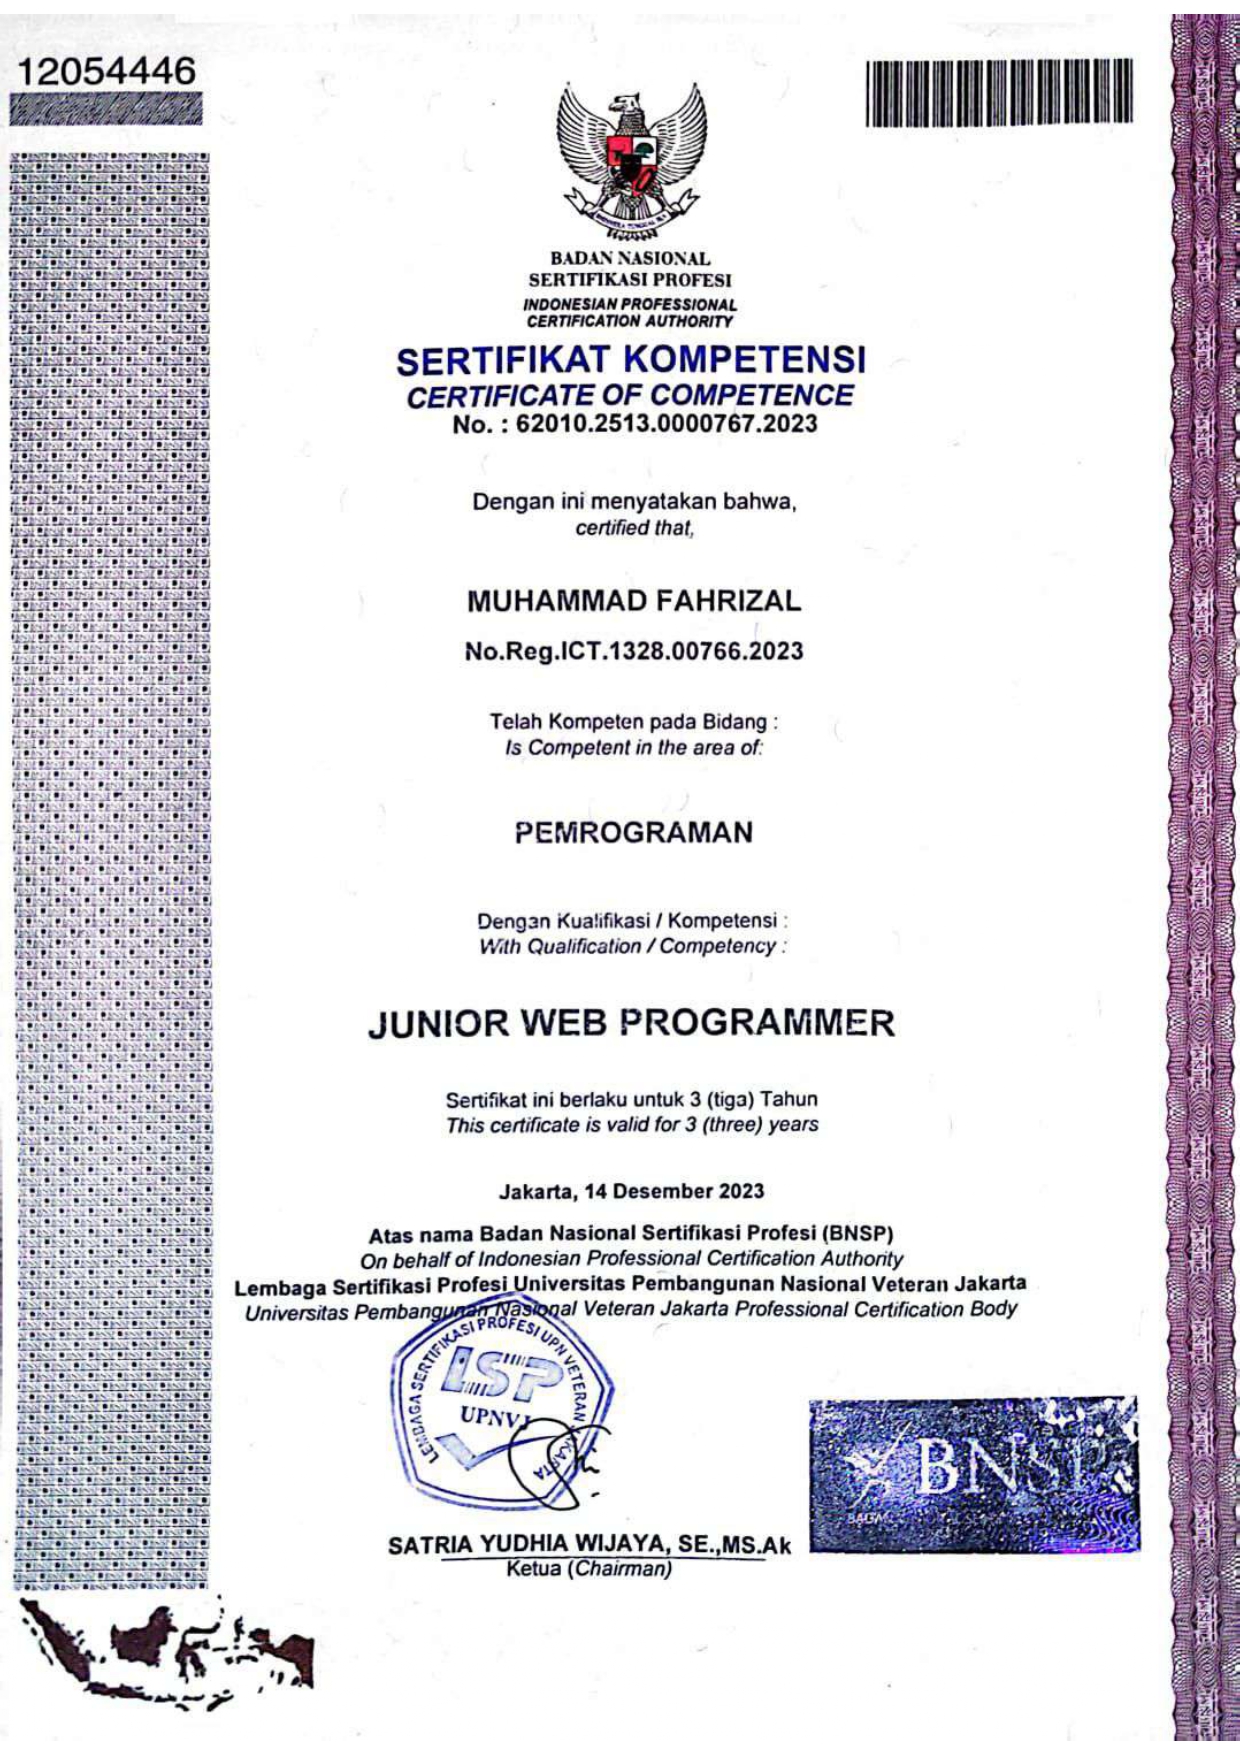 12054446
BADAN NASIONAL
SERTIFIKASI PROFESI
INDONESIAN PROFESSIONAL
CERTIFICATION AUTHORITY
SERTIFIKAT KOMPETENSI
CERTIFICATE OF COMPETENCE
No. : 62010.2513.0000767.2023
Dengan ini menyatakan bahwa,
certified that,
MUHAMMAD FAHRIZAL
No.Reg.ICT.1328.00766.2023
Telah Kompeten pada Bidang :
Is Competent in the area of:
PEMROGRAMAN
Dengan Kualifikasi / Kompetensi :
With Qualification / Competency :
JUNIOR WEB PROGRAMMER
Sertifikat ini berlaku untuk 3 (tiga) Tahun
This certificate is valid for 3 (three) years
Jakarta, 14 Desember 2023
Atas nama Badan Nasional Sertifikasi Profesi (BNSP)
On behalf of Indonesian Professional Certification Authority
Lembaga Sertifikasi Profesi Universitas Pembangunan Nasional Veteran Jakarta
Universitas Pembangunan Nasional Veteran Jakarta Professional Certification Body
LEMBAGA SERTIFIKASI PROFESI UPN VETERAN JAKARTA
LSP
UPNVJ
BNSP
SATRIA YUDHIA WIJAYA, SE.,MS.Ak
Ketua (Chairman)